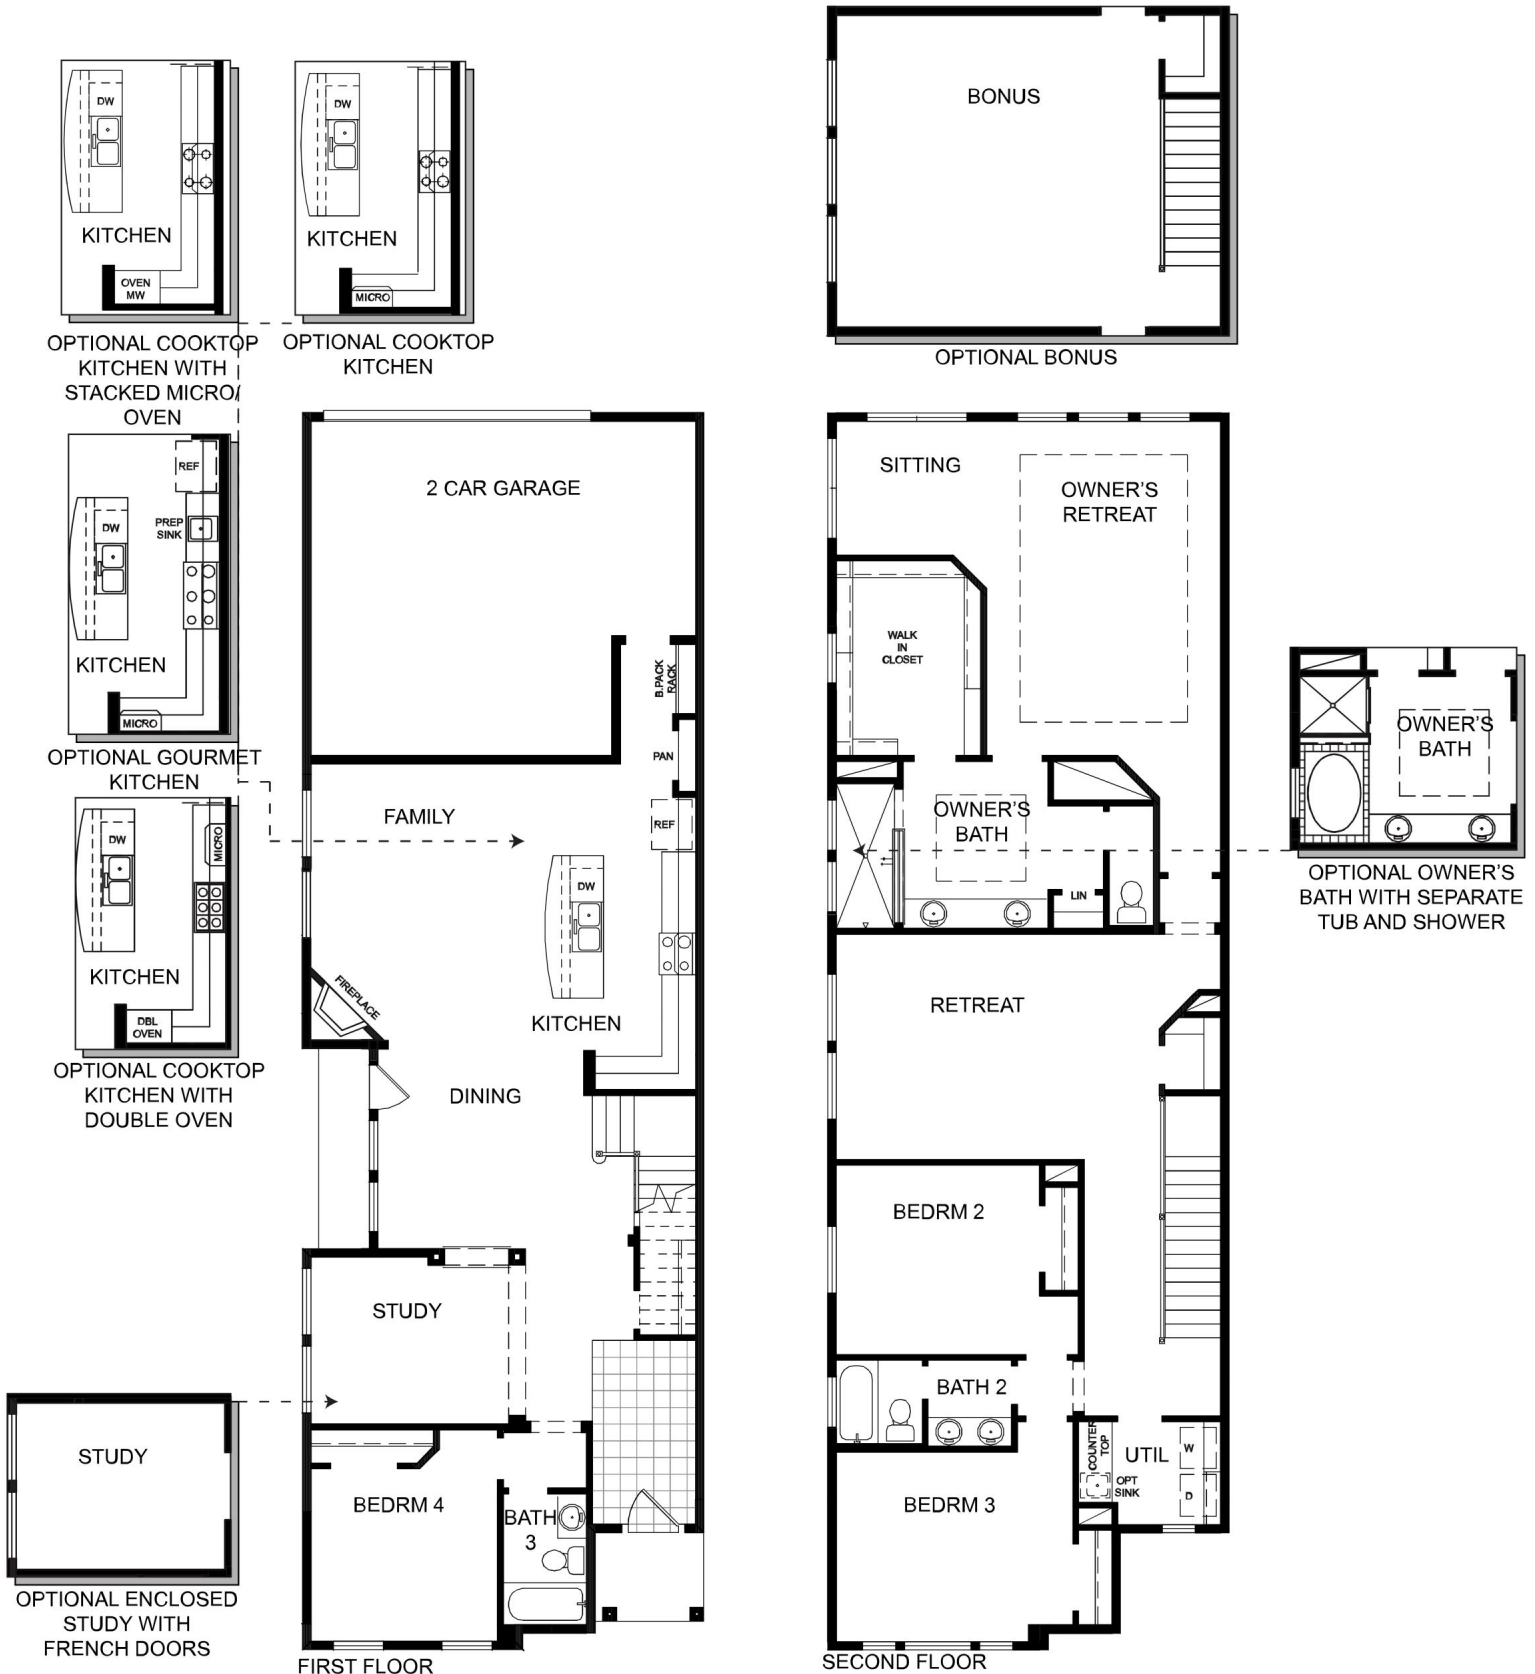 BONUS
OPTIONAL BONUS
DW
KITCHEN
OVEN
MW
OPTIONAL COOKTOP
KITCHEN WITH
STACKED MICRO/
OVEN
DW
KITCHEN
MICRO
OPTIONAL COOKTOP
KITCHEN
REF
PREP
SINK
DW
KITCHEN
MICRO
OPTIONAL GOURMET
KITCHEN
DW
MICRO
KITCHEN
DBL
OVEN
OPTIONAL COOKTOP
KITCHEN WITH
DOUBLE OVEN
STUDY
OPTIONAL ENCLOSED
STUDY WITH
FRENCH DOORS
2 CAR GARAGE
B.PACK
RACK
PAN
FAMILY
REF
DW
FIREPLACE
KITCHEN
DINING
STUDY
BEDRM 4
BATH
3
FIRST FLOOR
SITTING
OWNER'S
RETREAT
WALK
IN
CLOSET
OWNER'S
BATH
LIN
RETREAT
BEDRM 2
BATH 2
COUNTER
TOP
UTIL
W
OPT
SINK
D
BEDRM 3
SECOND FLOOR
OWNER'S
BATH
OPTIONAL OWNER'S
BATH WITH SEPARATE
TUB AND SHOWER